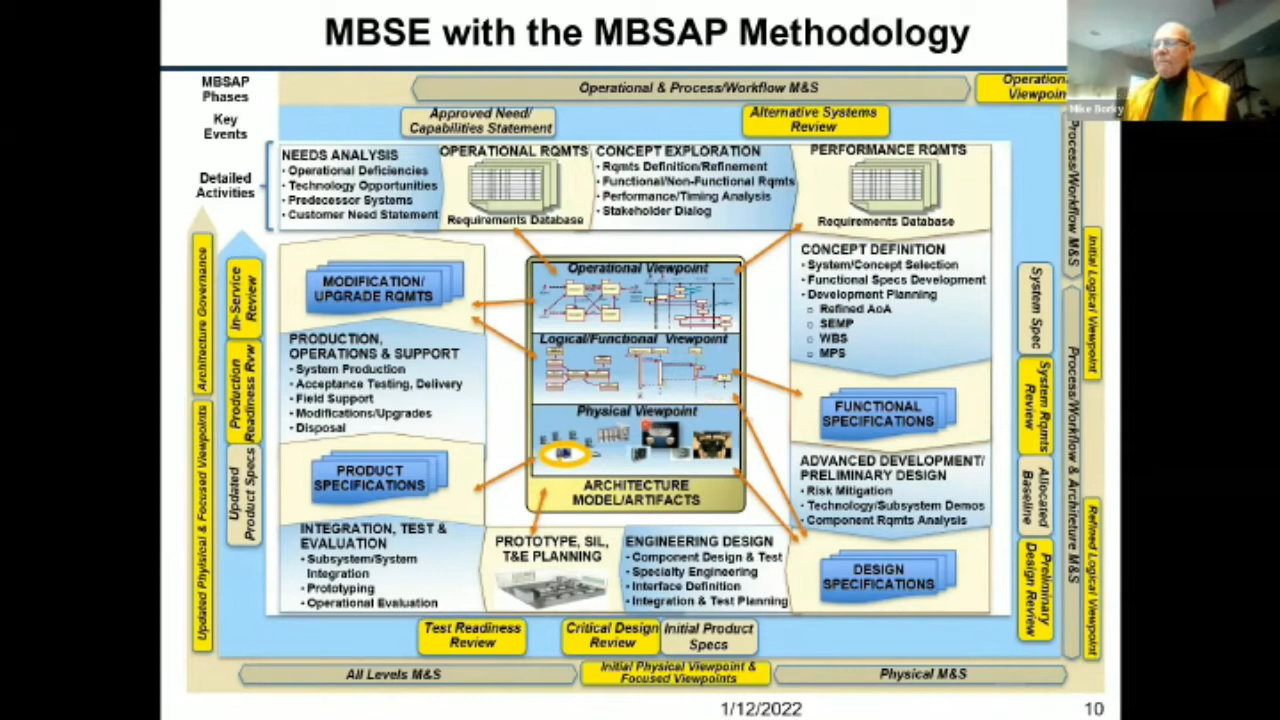 MBSE with the MBSAP Methodology
MBSAP
Phases
Operational & Process/Workflow M&S
Operation
Viewpoin
Mike Borky
Key
Events
Approved Need/
Capabilities Statement
Alternative Systems
Review
Detailed
Activities
NEEDS ANALYSIS
• Operational Deficiencies
• Technology Opportunities
• Predecessor Systems
• Customer Need Statement
OPERATIONAL RQMTS
Requirements Database
CONCEPT EXPLORATION
• Rqmts Definition/Refinement
• Functional/Non-Functional Rqmts
• Performance/Timing Analysis
• Stakeholder Dialog
PERFORMANCE RQMTS
Requirements Database
CONCEPT DEFINITION
• System/Concept Selection
• Functional Specs Development
• Development Planning
o Refined AoA
o SEMP
o WBS
o MPS
FUNCTIONAL
SPECIFICATIONS
ADVANCED DEVELOPMENT/
PRELIMINARY DESIGN
• Risk Mitigation
• Technology/Subsystem Demos
• Component Rqmts Analysis
DESIGN
SPECIFICATIONS
ENGINEERING DESIGN
• Component Design & Test
• Specialty Engineering
• Interface Definition
• Integration & Test Planning
PROTOTYPE, SIL,
T&E PLANNING
INTEGRATION, TEST &
EVALUATION
• Subsystem/System
Integration
• Prototyping
• Operational Evaluation
PRODUCT
SPECIFICATIONS
PRODUCTION,
OPERATIONS & SUPPORT
• System Production
• Acceptance Testing, Delivery
• Field Support
• Modifications/Upgrades
• Disposal
MODIFICATION/
UPGRADE RQMTS
Operational Viewpoint
Logical/Functional Viewpoint
Physical Viewpoint
ARCHITECTURE
MODEL/ARTIFACTS
Architecture Governance
Updated Physical & Focused Viewpoints
In-Service
Review
Production
Readiness Rvw
Updated
Product Specs
System Spec
System Rqmts
Review
Allocated
Baseline
Preliminary
Design Review
Process/Workflow M&S
Process/Workflow & Architecture M&S
Initial Logical Viewpoint
Refined Logical Viewpoint
Test Readiness
Review
Critical Design
Review
Initial Product
Specs
All Levels M&S
Initial Physical Viewpoint &
Focused Viewpoints
Physical M&S
1/12/2022
10